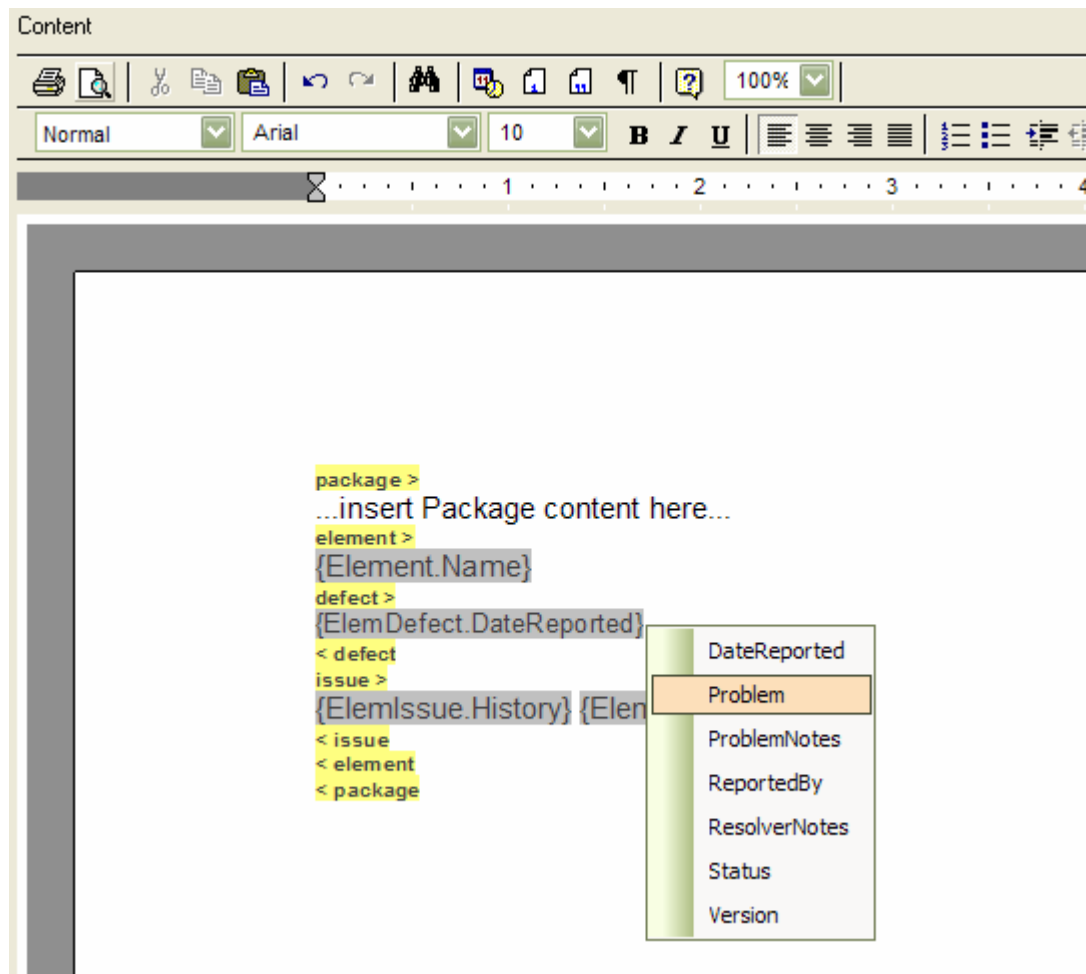 Content
100%
Normal Arial 10 B I U
1 2 3 4
package >
...insert Package content here...
element >
{Element.Name}
defect >
{ElemDefect.DateReported}
< defect
issue >
{ElemIssue.History} {Elem
< issue
< element
< package
DateReported
Problem
ProblemNotes
ReportedBy
ResolverNotes
Status
Version